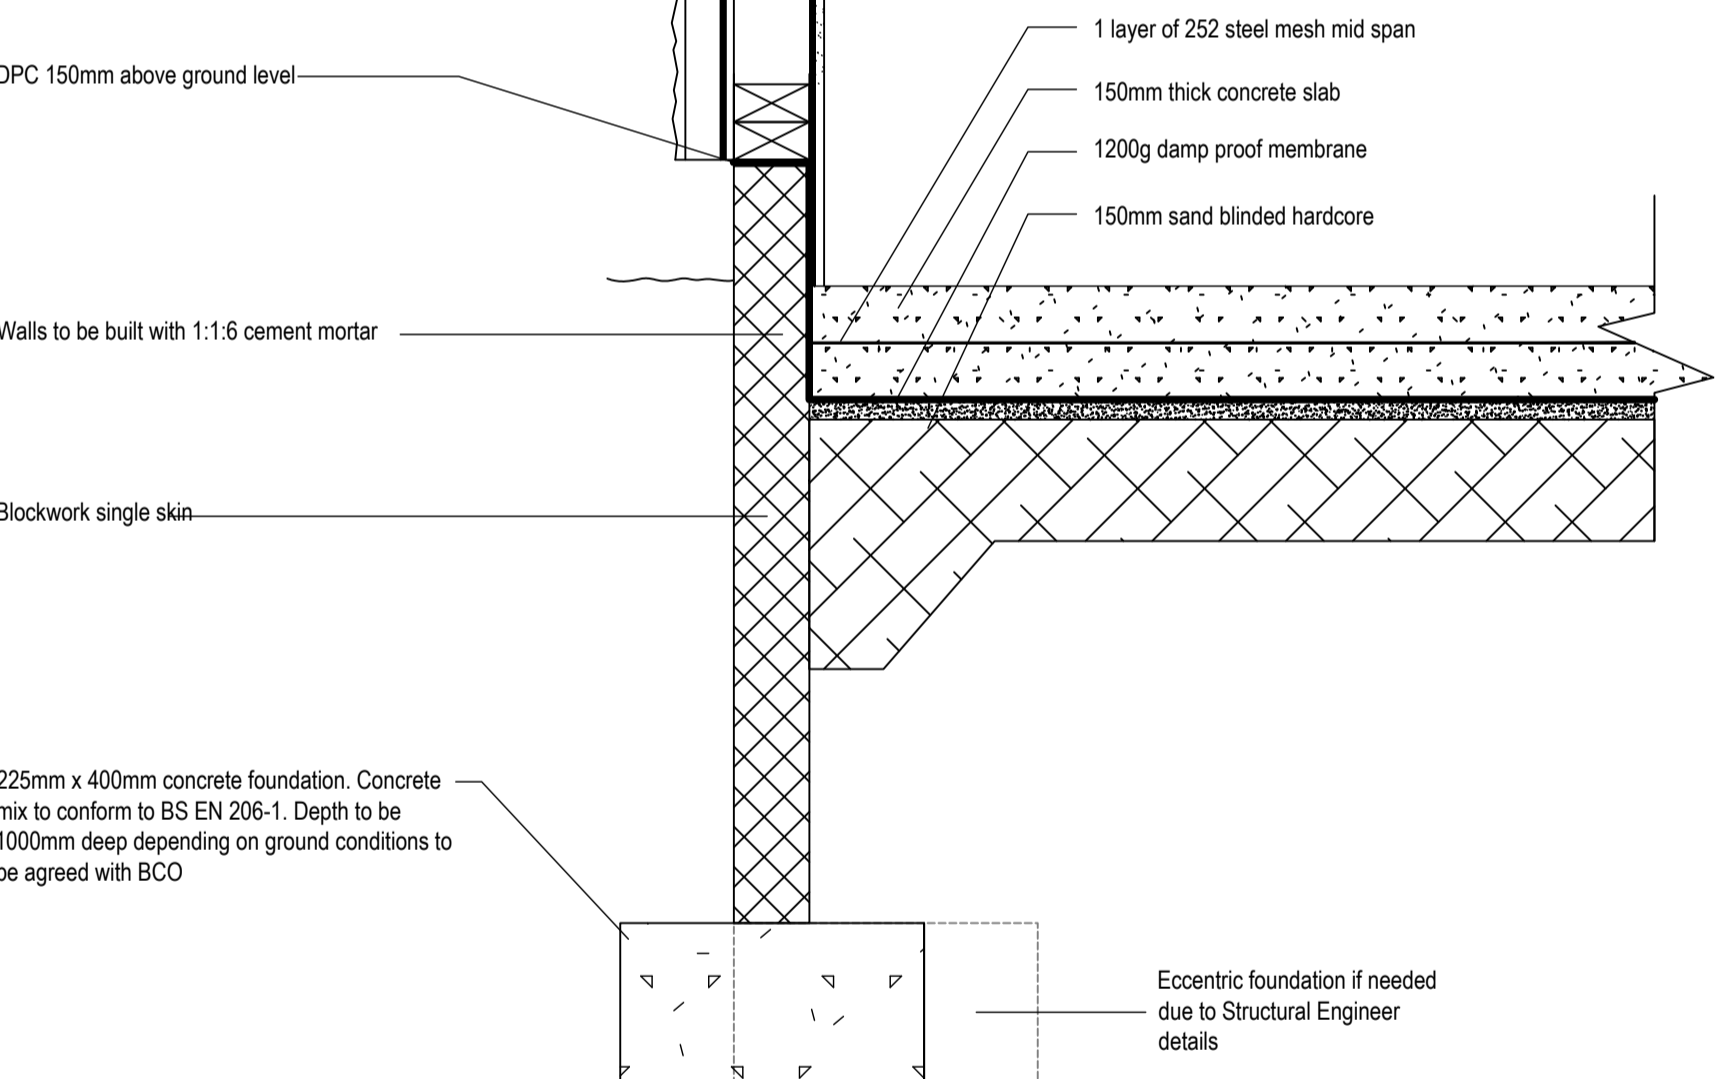 DPC 150mm above ground level
1 layer of 252 steel mesh mid span
150mm thick concrete slab
1200g damp proof membrane
150mm sand blinded hardcore
Walls to be built with 1:1:6 cement mortar
Blockwork single skin
225mm x 400mm concrete foundation. Concrete
mix to conform to BS EN 206-1. Depth to be
1000mm deep depending on ground conditions to
be agreed with BCO
Eccentric foundation if needed
due to Structural Engineer
details